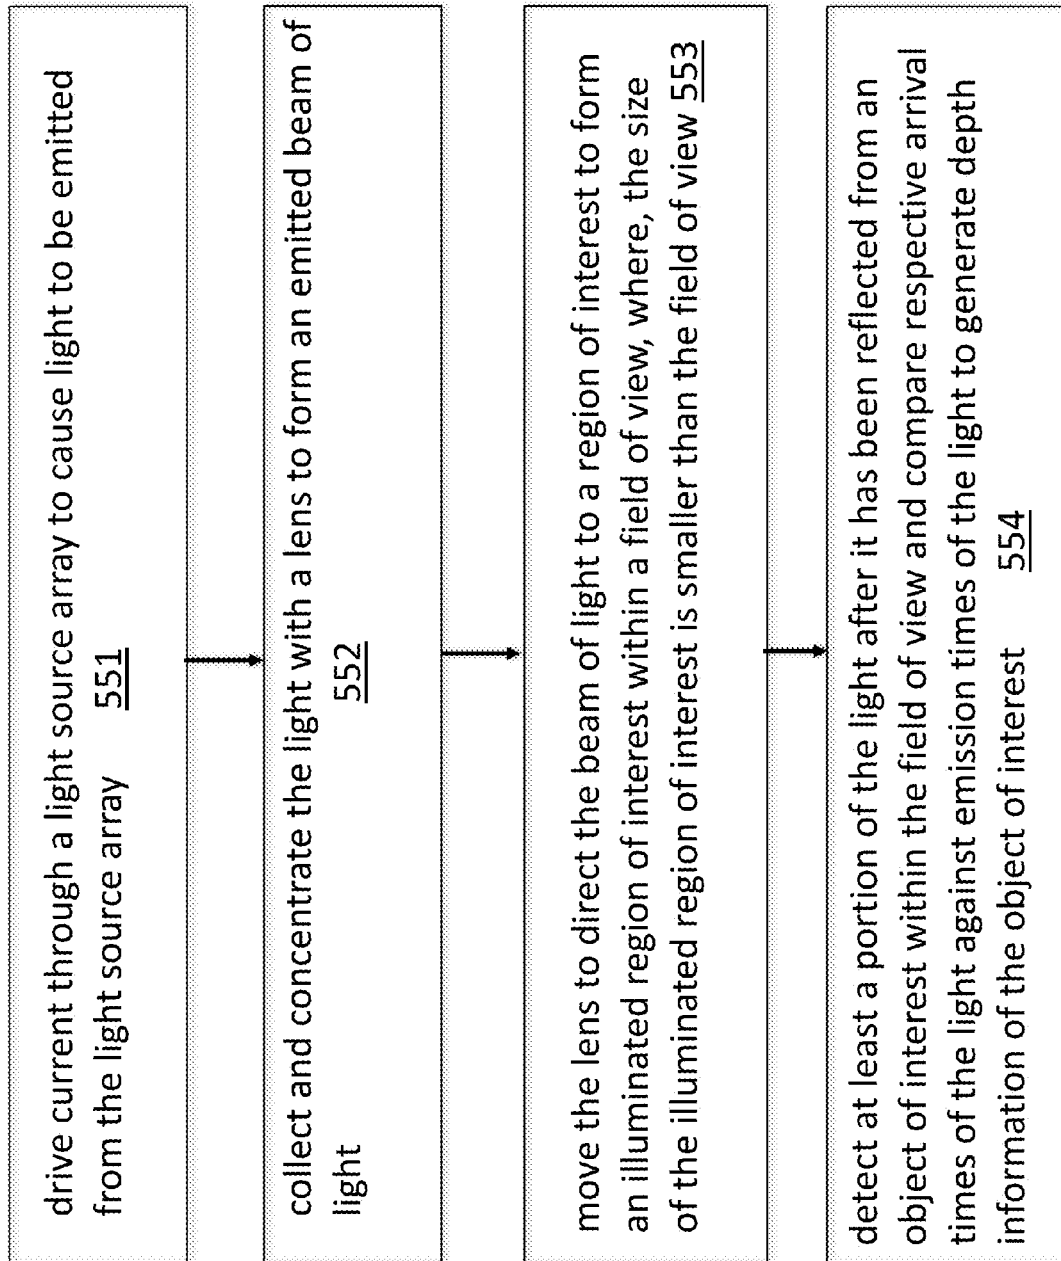 drive current through a light source array to cause light to be emitted
from the light source array 551
collect and concentrate the light with a lens to form an emitted beam of
light 552
move the lens to direct the beam of light to a region of interest to form
an illuminated region of interest within a field of view, where, the size
of the illuminated region of interest is smaller than the field of view 553
detect at least a portion of the light after it has been reflected from an
object of interest within the field of view and compare respective arrival
times of the light against emission times of the light to generate depth
information of the object of interest 554